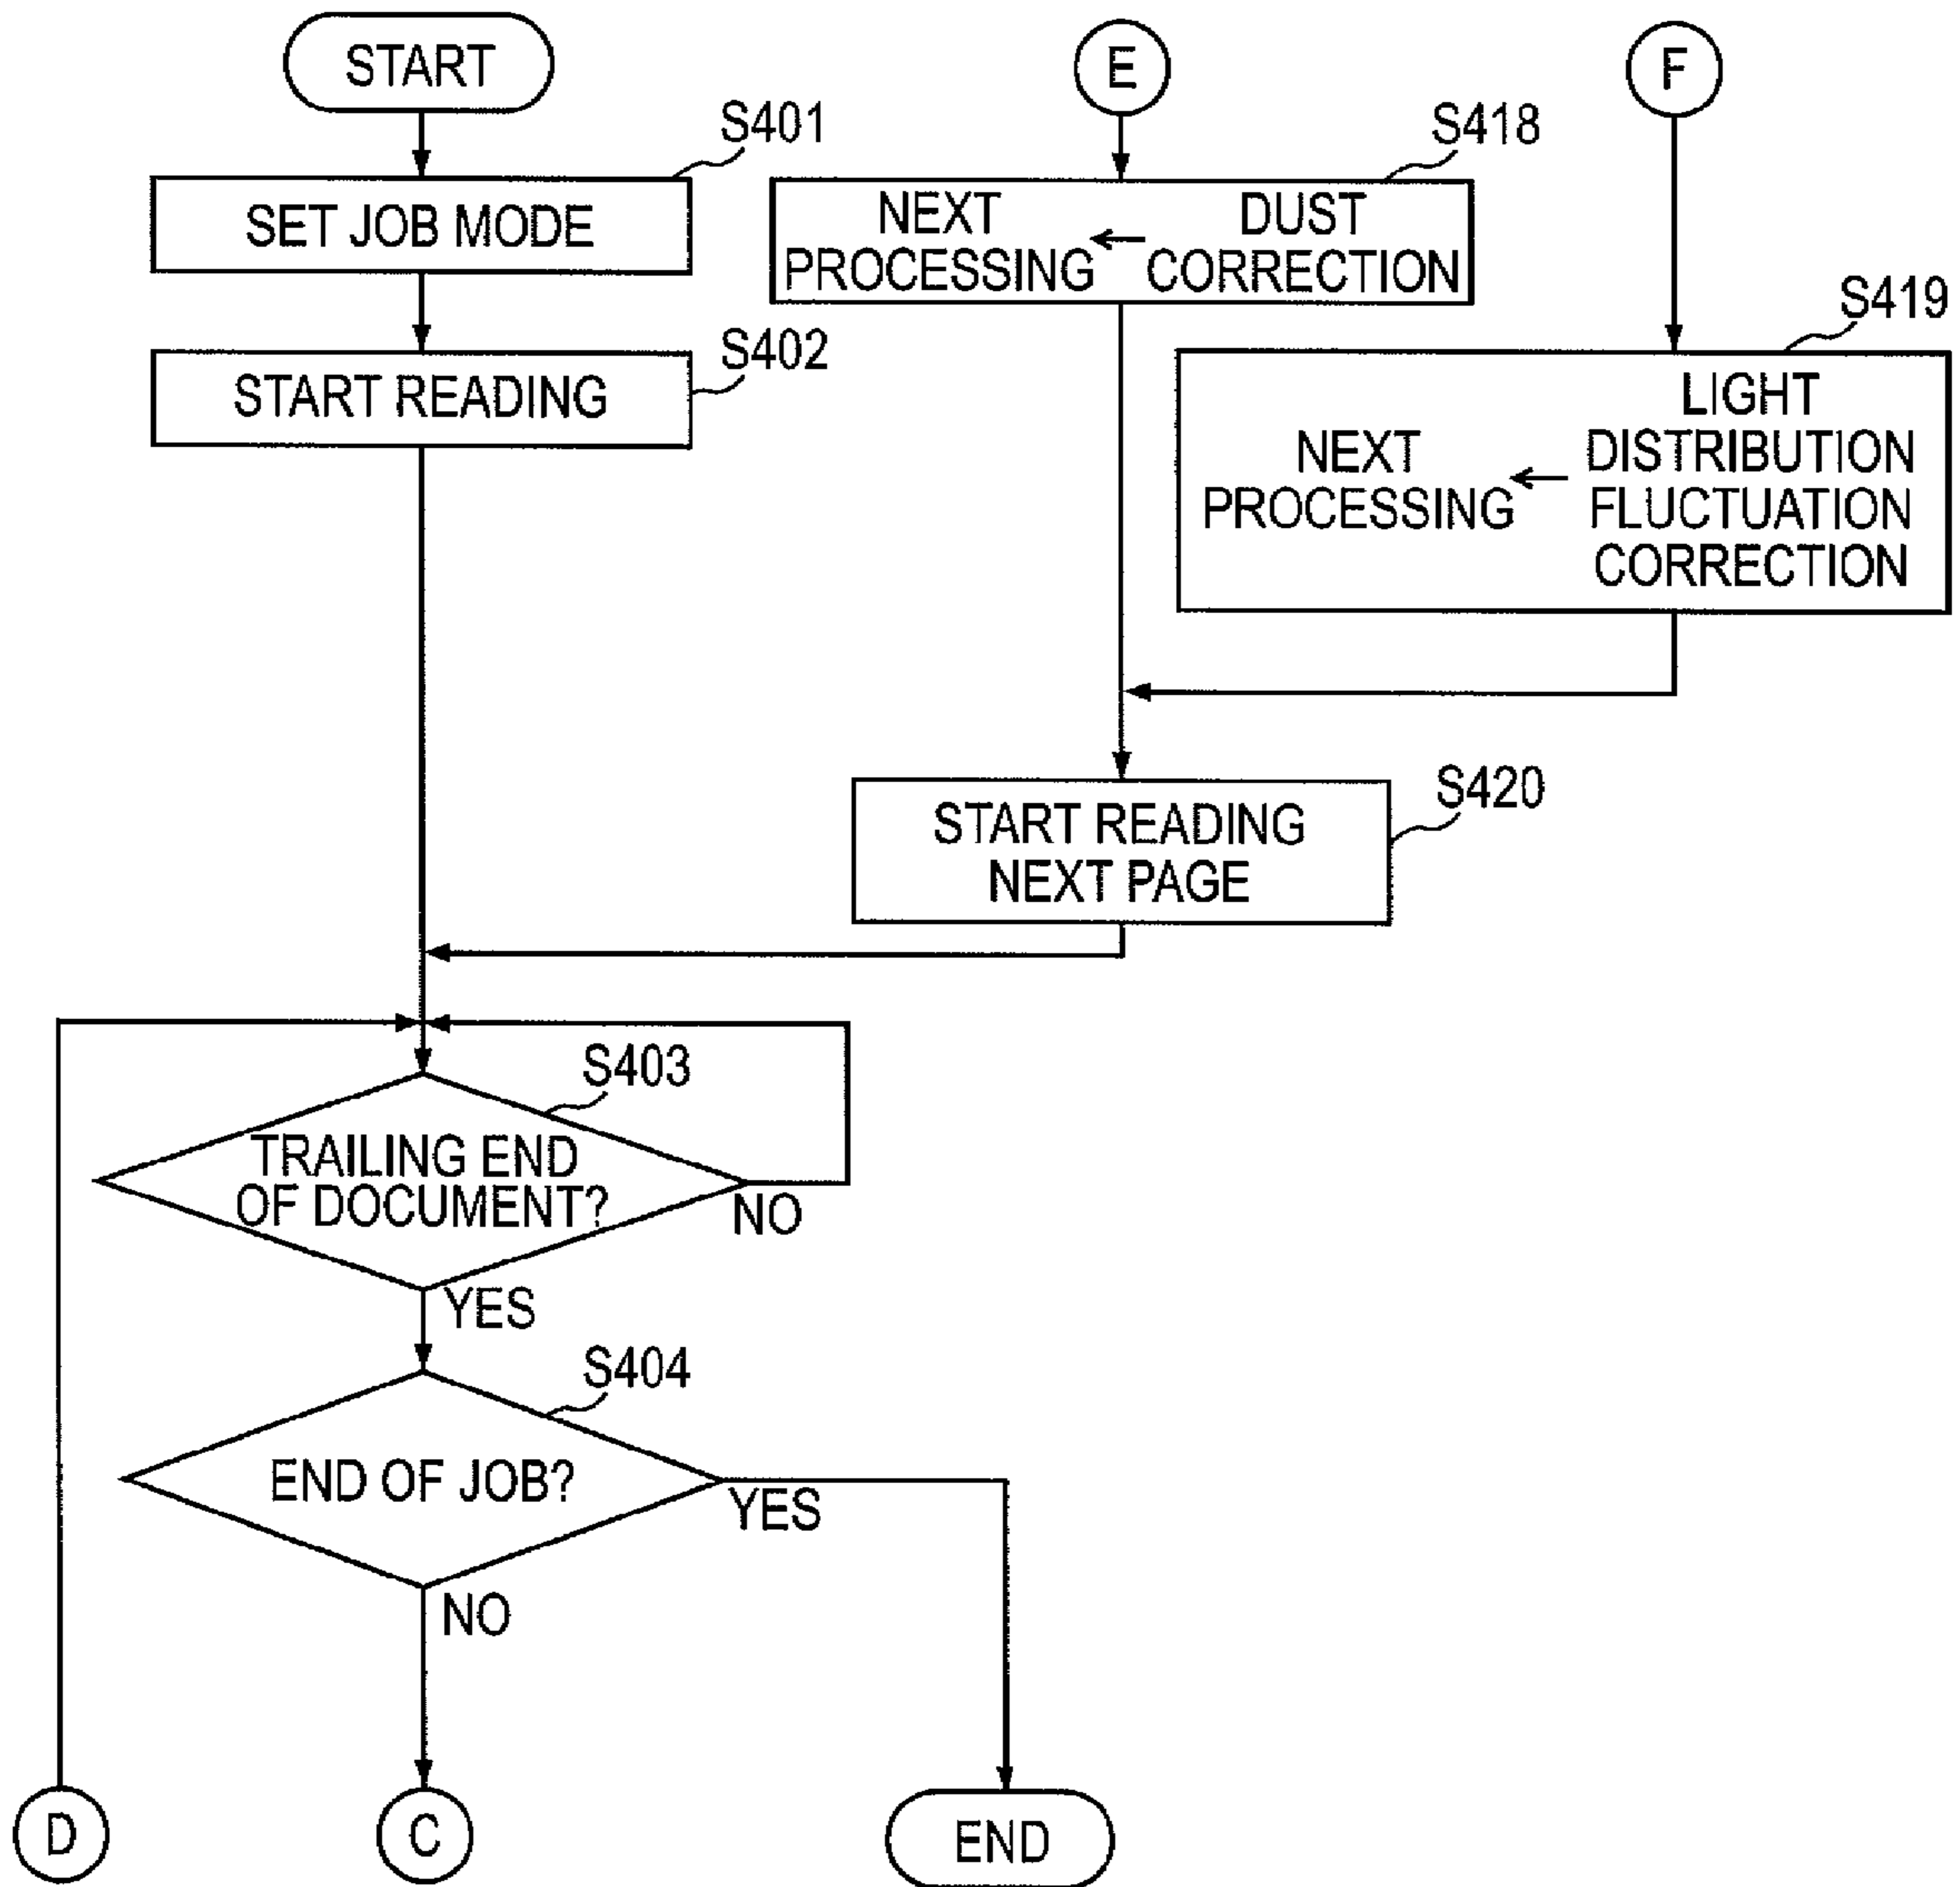 START
S401
SET JOB MODE
S402
START READING
E
S418
NEXT
PROCESSING
←
DUST
CORRECTION
F
S419
NEXT
PROCESSING
←
LIGHT
DISTRIBUTION
FLUCTUATION
CORRECTION
S420
START READING
NEXT PAGE
S403
TRAILING END
OF DOCUMENT?
NO
YES
S404
END OF JOB?
YES
NO
D
C
END